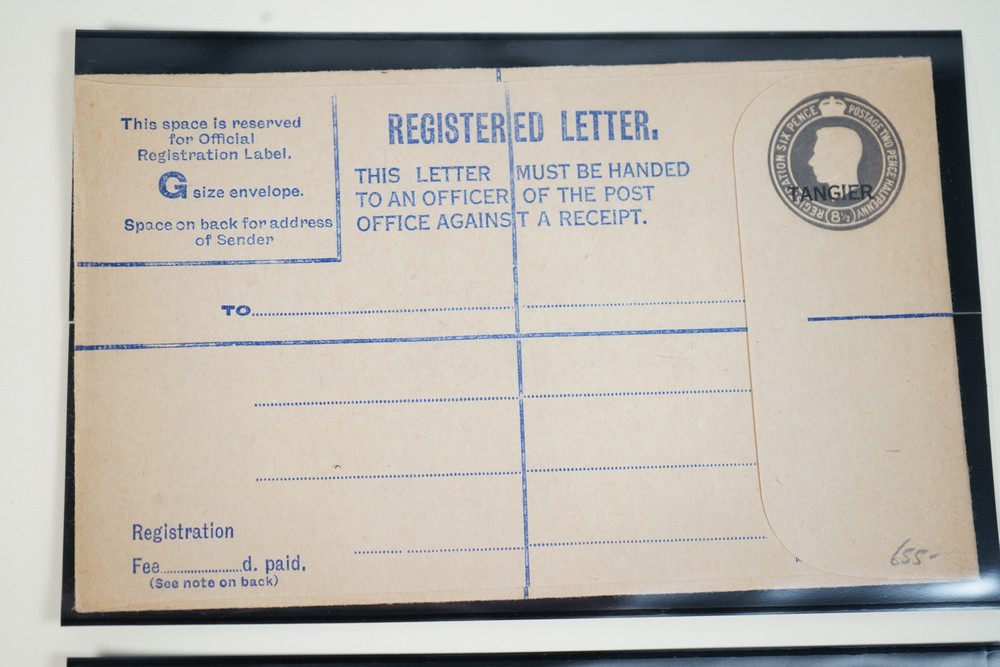 This space is reserved
for Official
Registration Label.
G size envelope.
Space on back for address
of Sender
REGISTERED LETTER.
THIS LETTER MUST BE HANDED
TO AN OFFICER OF THE POST
OFFICE AGAINST A RECEIPT.
REGISTRATION SIX PENCE POSTAGE TWO PENCE HALFPENNY
TANGIER
8½
TO
Registration
Fee d. paid.
(See note on back)
655-